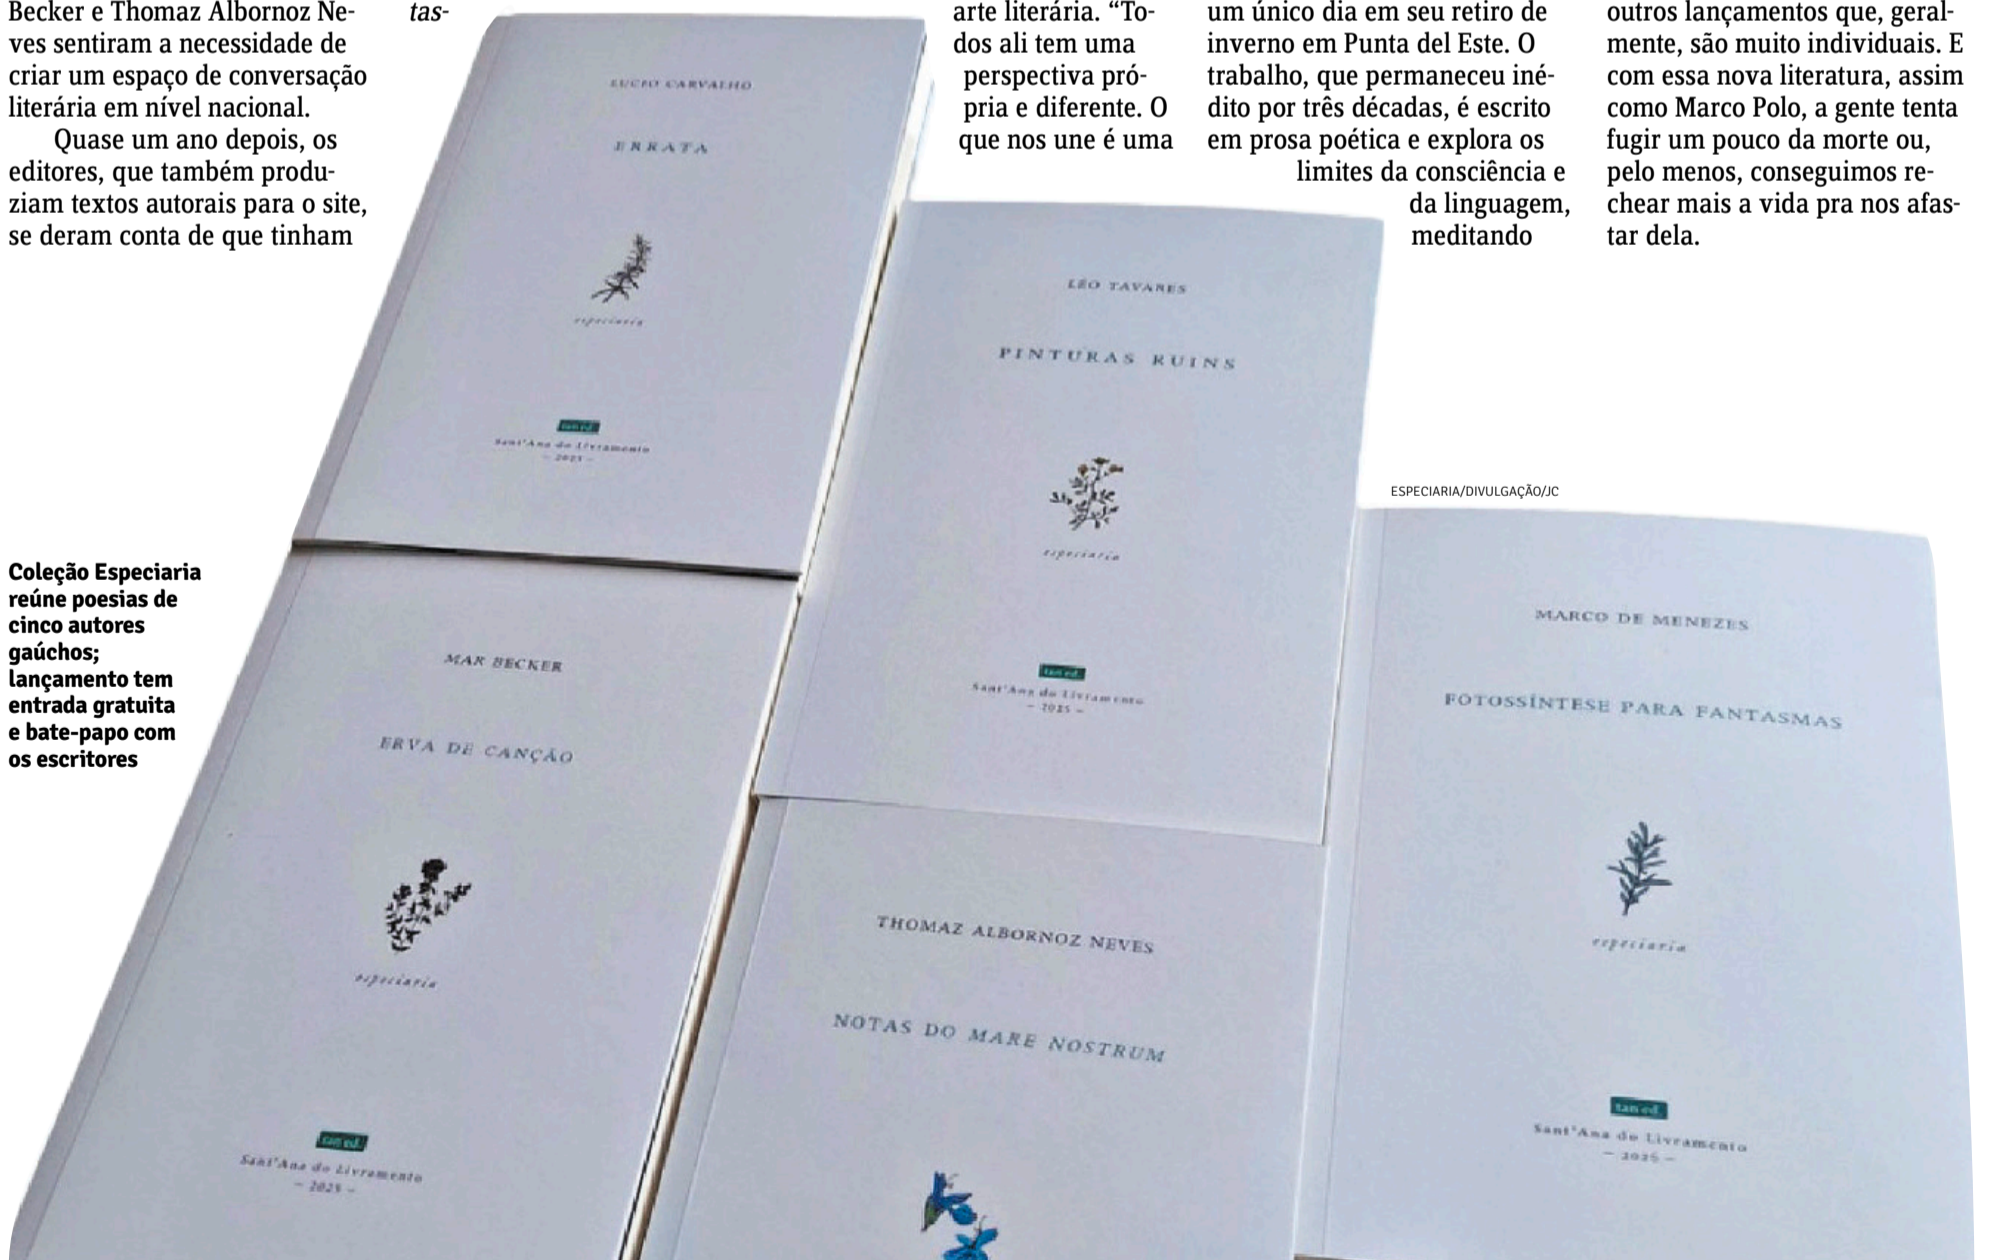 Becker e Thomaz Albornoz Ne-
ves sentiram a necessidade de
criar um espaço de conversação
literária em nível nacional.
Quase um ano depois, os
editores, que também produ-
ziam textos autorais para o site,
se deram conta de que tinham
tas-
arte literária. “To-
dos ali tem uma
perspectiva pró-
pria e diferente. O
que nos une é uma
um único dia em seu retiro de
inverno em Punta del Este. O
trabalho, que permaneceu iné-
dito por três décadas, é escrito
em prosa poética e explora os
limites da consciência e
da linguagem,
meditando
outros lançamentos que, geral-
mente, são muito individuais. E
com essa nova literatura, assim
como Marco Polo, a gente tenta
fugir um pouco da morte ou,
pelo menos, conseguimos re-
chear mais a vida pra nos afas-
tar dela.
LUCIO CARVALHO
ERRATA
especiaria
tan ed.
Sant'Ana do Livramento
– 2025 –
LÉO TAVARES
PINTURAS RUINS
especiaria
tan ed.
Sant'Ana do Livramento
– 2025 –
ESPECIARIA/DIVULGAÇÃO/JC
Coleção Especiaria
reúne poesias de
cinco autores
gaúchos;
lançamento tem
entrada gratuita
e bate-papo com
os escritores
MAR BECKER
ERVA DE CANÇÃO
especiaria
tan ed.
Sant'Ana do Livramento
– 2025 –
THOMAZ ALBORNOZ NEVES
NOTAS DO MARE NOSTRUM
MARCO DE MENEZES
FOTOSSÍNTESE PARA FANTASMAS
especiaria
tan ed.
Sant'Ana do Livramento